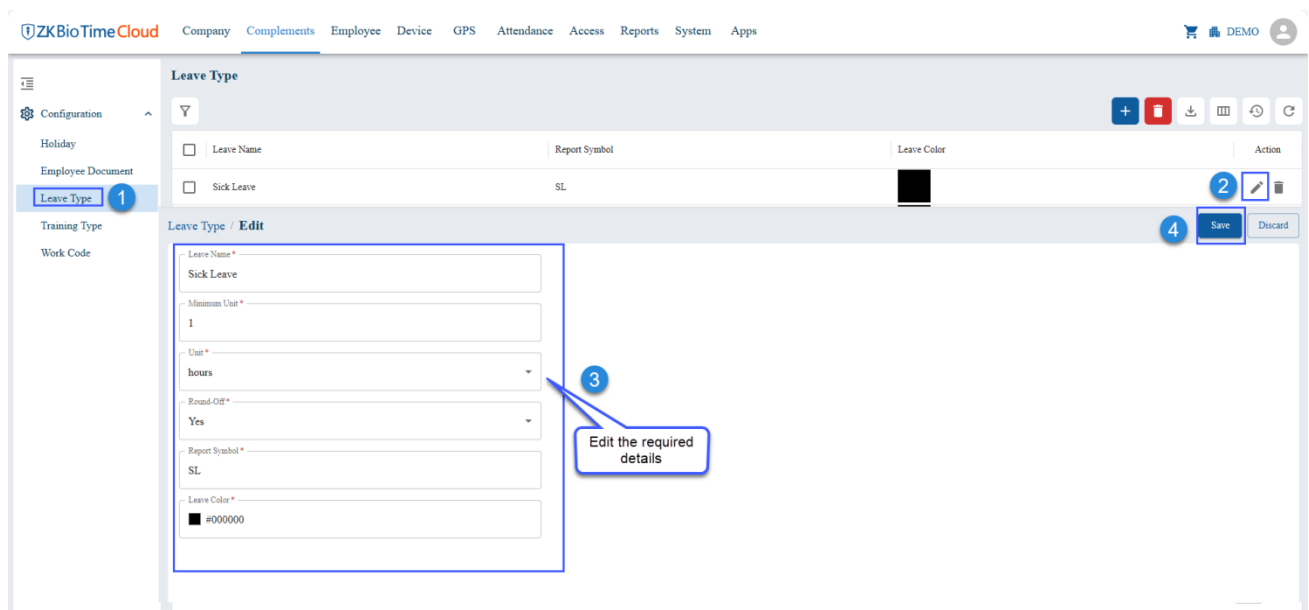 ZKBioTime Cloud Company Complements Employee Device GPS Attendance Access Reports System Apps DEMO
Leave Type
Configuration
Holiday
Employee Document
Leave Type 1
Training Type
Work Code
Leave Name Report Symbol Leave Color Action
Sick Leave SL 2
Leave Type / Edit 4 Save Discard
Leave Name *
Sick Leave
Minimum Unit *
1
Unit *
hours
3
Round-Off *
Yes
Edit the required
details
Report Symbol *
SL
Leave Color *
#000000